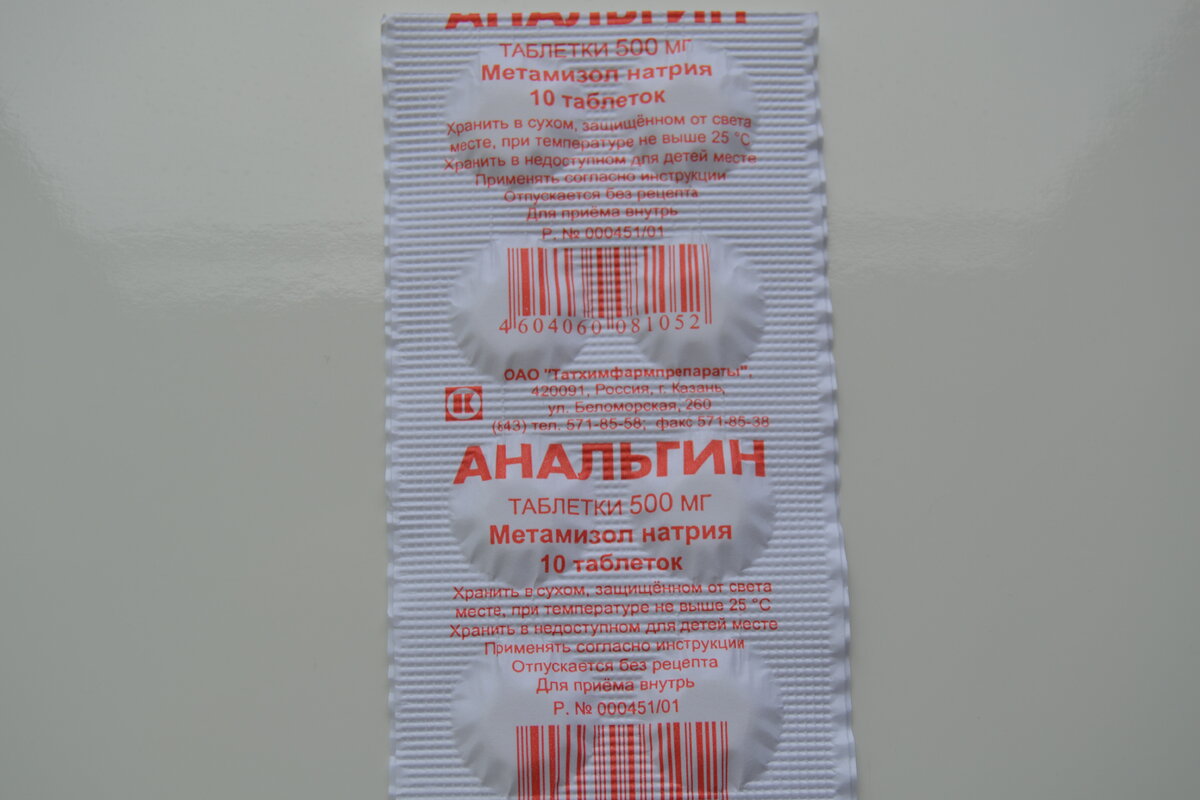 АНАЛЬГИН
ТАБЛЕТКИ 500 МГ
Метамизол натрия
10 таблеток
Хранить в сухом, защищённом от света
месте, при температуре не выше 25 °С
Хранить в недоступном для детей месте
Применять согласно инструкции
Отпускается без рецепта
Для приёма внутрь
Р. № 000451/01
4 604060 081052
ОАО "Татхимфармпрепараты",
420091, Россия, г. Казань,
ул. Беломорская, 260
(843) тел. 571-85-58; факс 571-85-38
АНАЛЬГИН
ТАБЛЕТКИ 500 МГ
Метамизол натрия
10 таблеток
Хранить в сухом, защищённом от света
месте, при температуре не выше 25 °С
Хранить в недоступном для детей месте
Применять согласно инструкции
Отпускается без рецепта
Для приёма внутрь
Р. № 000451/01